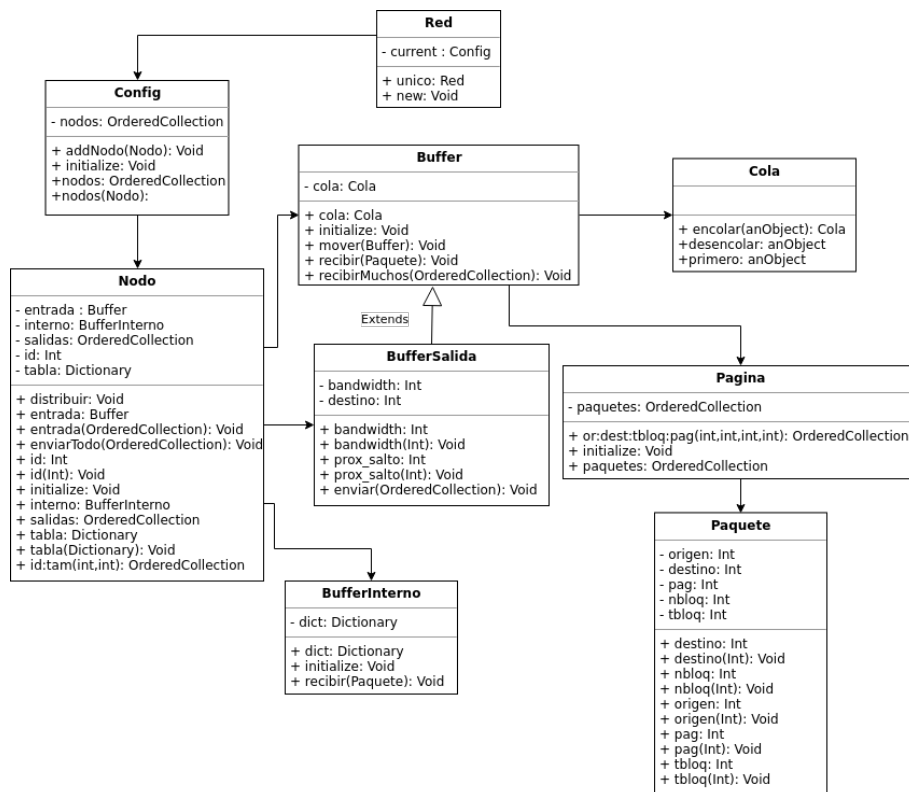 Red
- current : Config
+ unico: Red
+ new: Void
Config
- nodos: OrderedCollection
+ addNodo(Nodo): Void
+ initialize: Void
+nodos: OrderedCollection
+nodos(Nodo):
Buffer
- cola: Cola
+ cola: Cola
+ initialize: Void
+ mover(Buffer): Void
+ recibir(Paquete): Void
+ recibirMuchos(OrderedCollection): Void
Cola
+ encolar(anObject): Cola
+desencolar: anObject
+primero: anObject
Nodo
- entrada : Buffer
- interno: BufferInterno
- salidas: OrderedCollection
- id: Int
- tabla: Dictionary
+ distribuir: Void
+ entrada: Buffer
+ entrada(OrderedCollection): Void
+ enviarTodo(OrderedCollection): Void
+ id: Int
+ id(Int): Void
+ initialize: Void
+ interno: BufferInterno
+ salidas: OrderedCollection
+ tabla: Dictionary
+ tabla(Dictionary): Void
+ id:tam(int,int): OrderedCollection
Extends
BufferSalida
- bandwidth: Int
- destino: Int
+ bandwidth: Int
+ bandwidth(Int): Void
+ prox_salto: Int
+ prox_salto(Int): Void
+ enviar(OrderedCollection): Void
Pagina
- paquetes: OrderedCollection
+ or:dest:tbloq:pag(int,int,int,int): OrderedCollection
+ initialize: Void
+ paquetes: OrderedCollection
BufferInterno
- dict: Dictionary
+ dict: Dictionary
+ initialize: Void
+ recibir(Paquete): Void
Paquete
- origen: Int
- destino: Int
- pag: Int
- nbloq: Int
- tbloq: Int
+ destino: Int
+ destino(Int): Void
+ nbloq: Int
+ nbloq(Int): Void
+ origen: Int
+ origen(Int): Void
+ pag: Int
+ pag(Int): Void
+ tbloq: Int
+ tbloq(Int): Void